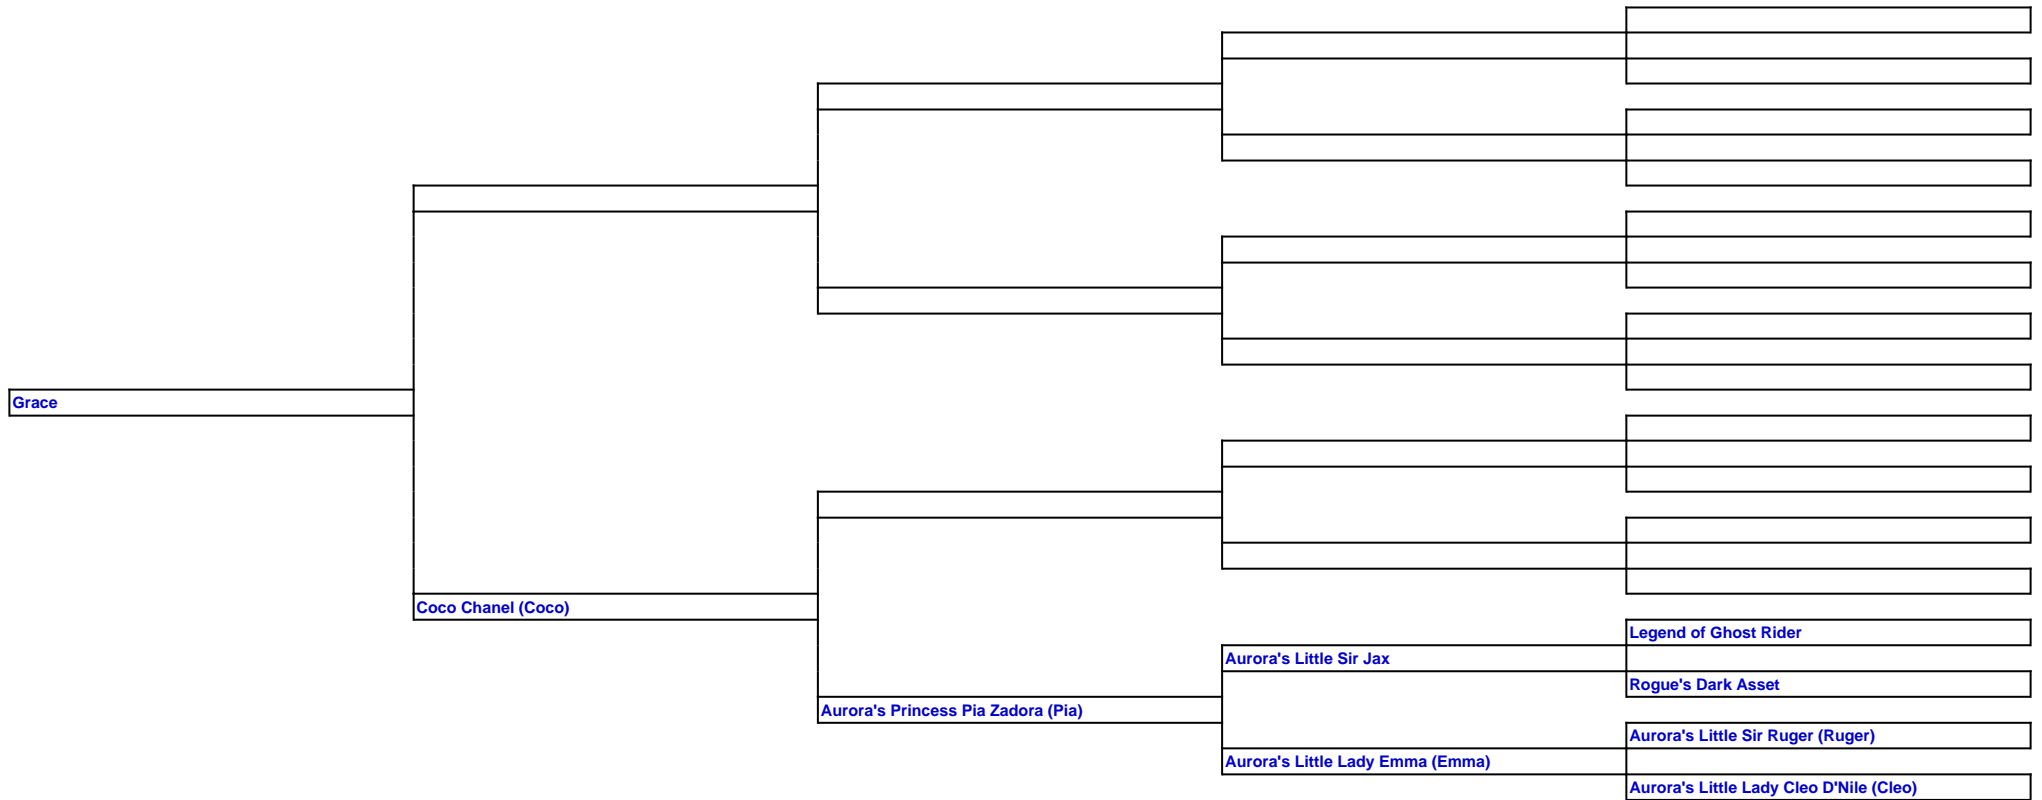 Grace
Coco Chanel (Coco)
Legend of Ghost Rider
Aurora's Little Sir Jax
Rogue's Dark Asset
Aurora's Princess Pia Zadora (Pia)
Aurora's Little Sir Ruger (Ruger)
Aurora's Little Lady Emma (Emma)
Aurora's Little Lady Cleo D'Nile (Cleo)